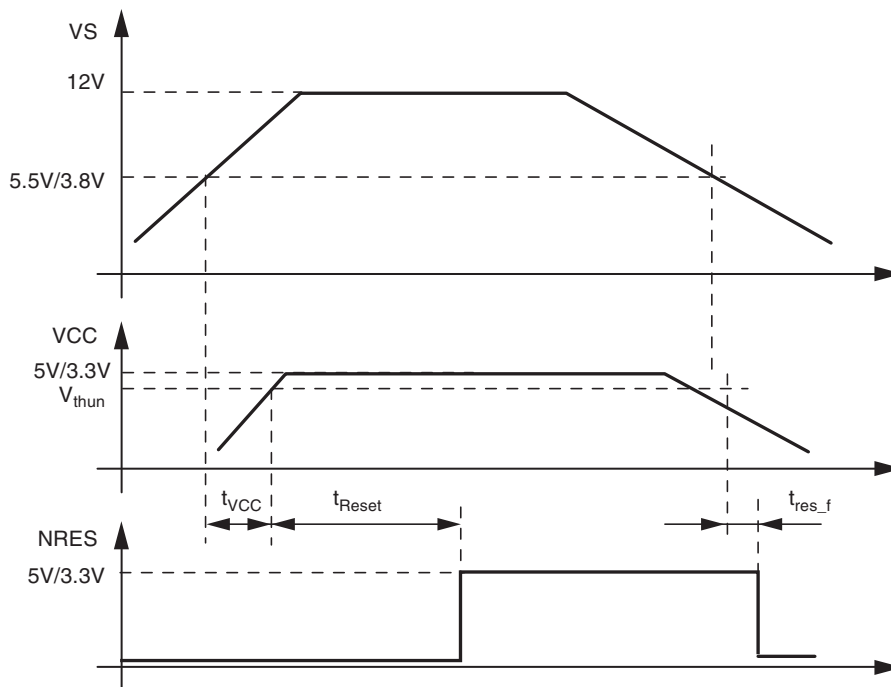 VS
12V
5.5V/3.8V
VCC
5V/3.3V
Vthun
tVCC
tReset
tres_f
NRES
5V/3.3V